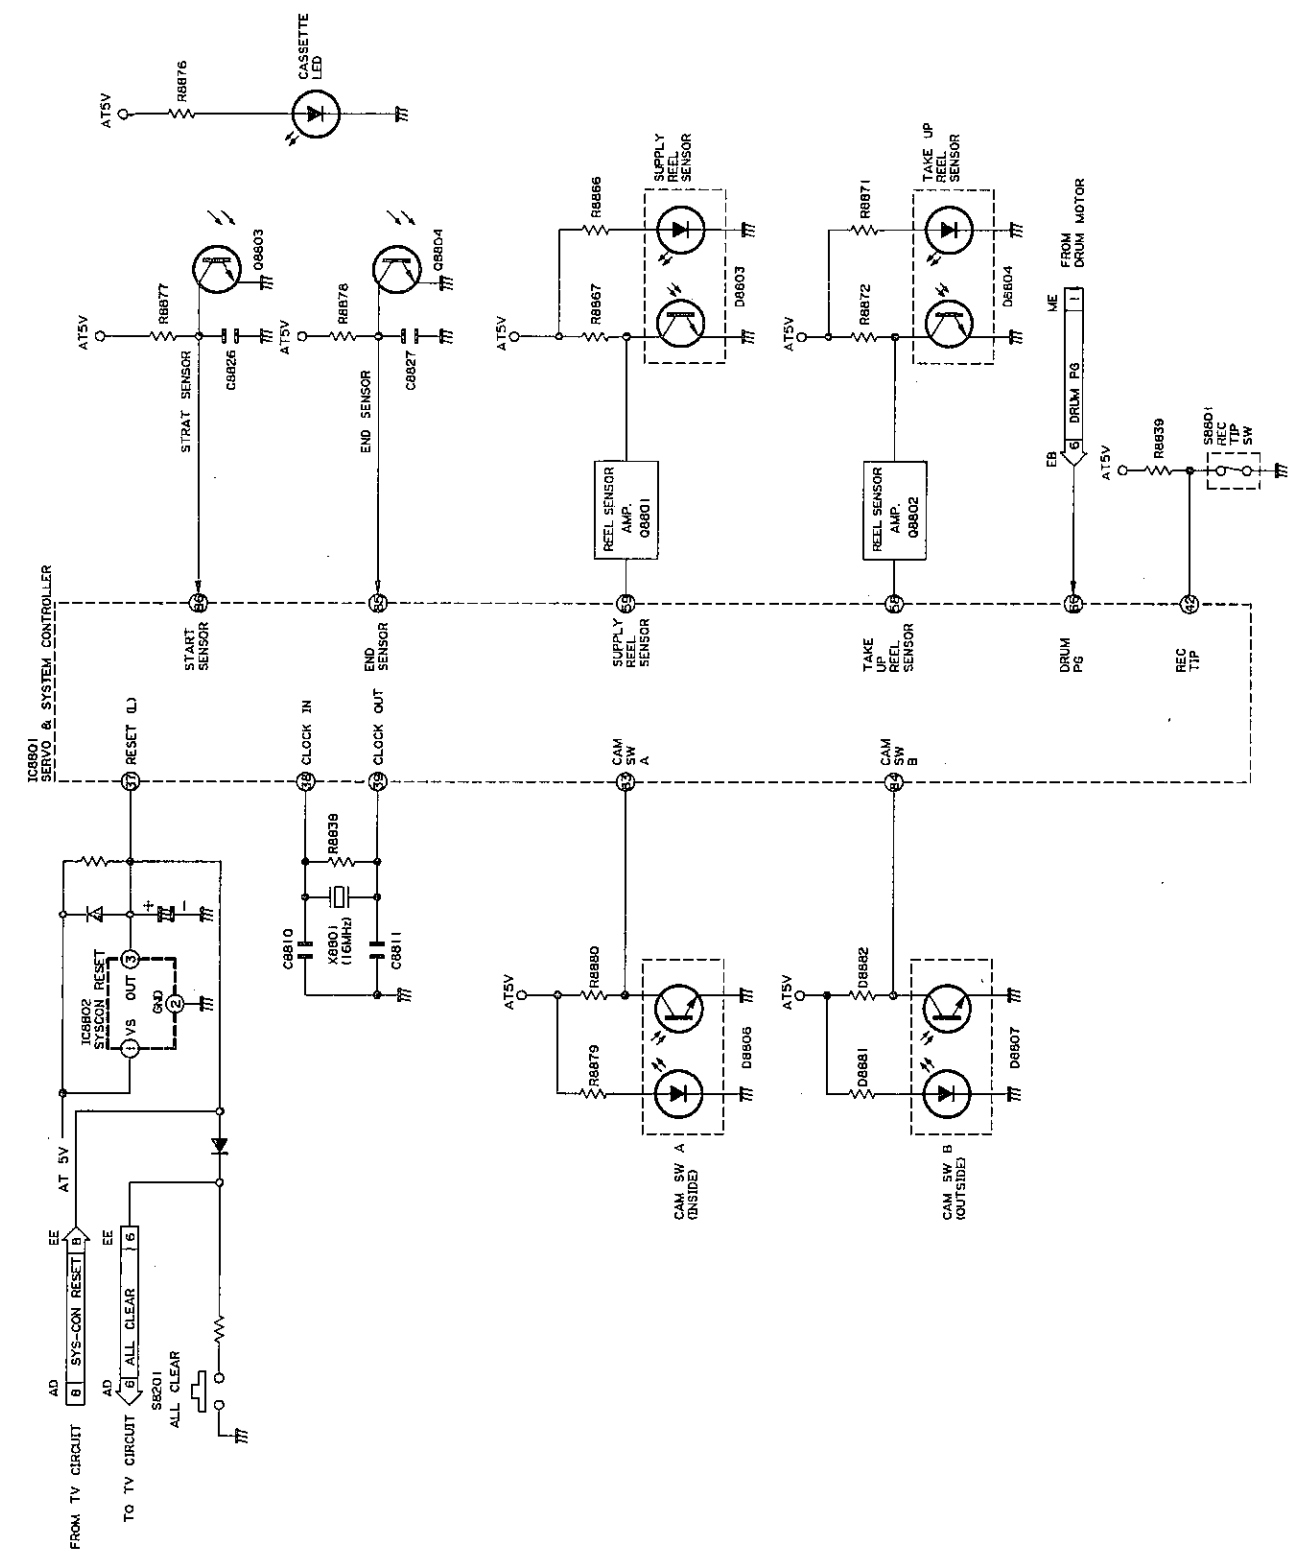 FROM TV CIRCUIT
AD
8
SYS-CON RESET
8
EE
TO TV CIRCUIT
AD
6
ALL CLEAR
6
EE
S8201
ALL CLEAR
AT 5V
IC8802
SYSCON RESET
1
VS
OUT
3
GND
2
+
-
IC8801
SERVO & SYSTEM CONTROLLER
37
RESET (L)
38
CLOCK IN
39
CLOCK OUT
C8810
X8801
(16MHz)
R8838
C8811
CAM SW A
(INSIDE)
AT5V
R8879
R8880
D8806
CAM
SW
A
CAM SW B
(OUTSIDE)
AT5V
D8881
D8882
D8807
CAM
SW
B
84
START
SENSOR
STRAT SENSOR
AT5V
R8877
C8826
Q8803
AT5V
R8876
CASSETTE
LED
END
SENSOR
END SENSOR
AT5V
R8878
C8827
Q8804
SUPPLY
REEL
SENSOR
59
REEL SENSOR
AMP.
Q8801
AT5V
R8867
R8866
D8803
SUPPLY
REEL
SENSOR
TAKE
UP
REEL
SENSOR
58
REEL SENSOR
AMP.
Q8802
AT5V
R8872
R8871
D8804
TAKE UP
REEL
SENSOR
DRUM
PG
66
EB
6
DRUM PG
1
ME
FROM
DRUM MOTOR
REC
TIP
42
AT5V
R8839
S8801
REC
TIP
SW